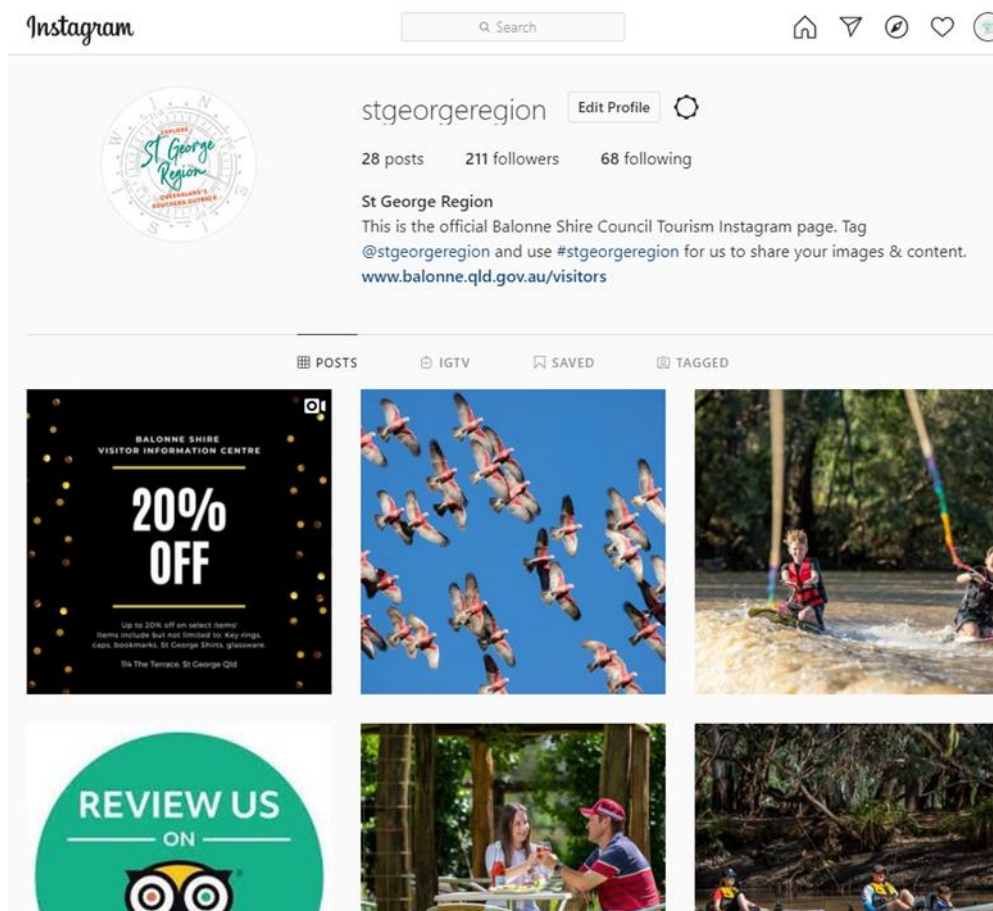 Instagram
Search
stgeorgeregion Edit Profile
28 posts 211 followers 68 following
St George Region
This is the official Balonne Shire Council Tourism Instagram page. Tag
@stgeorgeregion and use #stgeorgeregion for us to share your images & content.
www.balonne.qld.gov.au/visitors
EXPLORE
St George
Region
QUEENSLAND'S
SOUTHERN OUTBACK
N
E
S
W
POSTS IGTV SAVED TAGGED
BALONNE SHIRE
VISITOR INFORMATION CENTRE
20%
OFF
Up to 20% off on select items!
Items include but not limited to: Key rings,
caps, bookmarks, St George Shirts, glassware.
114 The Terrace, St George Qld
REVIEW US
ON